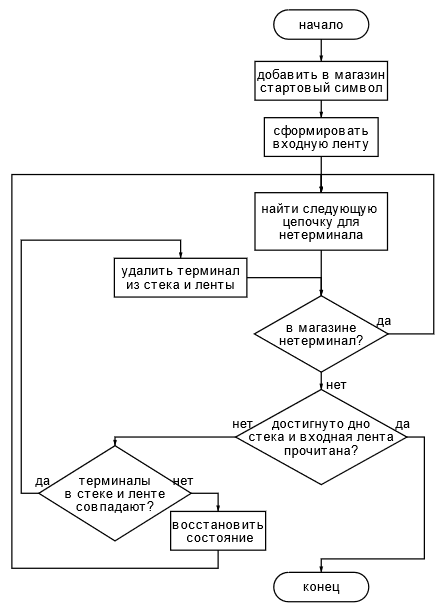 начало
добавить в магазин
стартовый символ
сформировать
входную ленту
найти следующую
цепочку для
нетерминала
удалить терминал
из стека и ленты
в магазине
нетерминал?
да
нет
достигнуто дно
стека и входная лента
прочитана?
нет
да
терминалы
в стеке и ленте
совпадают?
да
нет
восстановить
состояние
конец